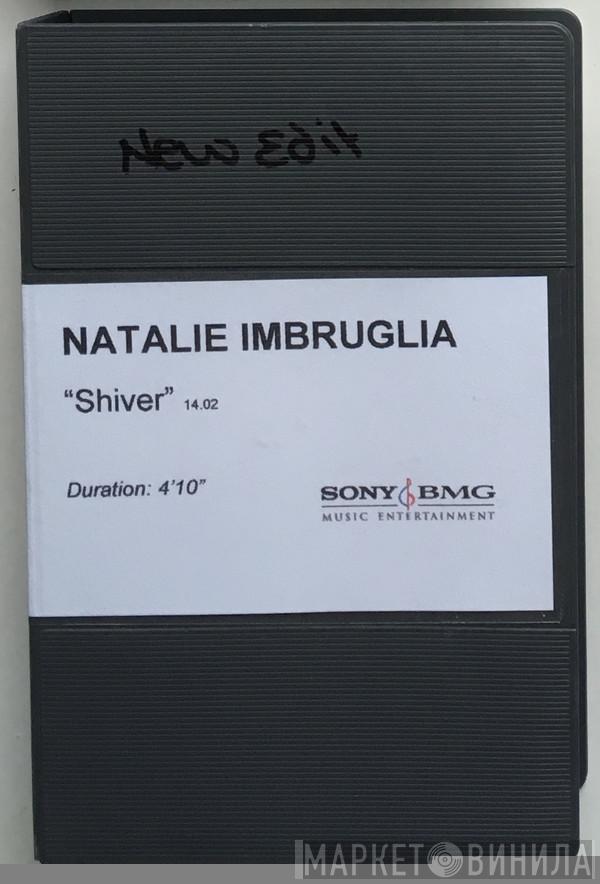 New Edit
NATALIE IMBRUGLIA
“Shiver” 14.02
Duration: 4’10”
SONY BMG
MUSIC ENTERTAINMENT
МАРКЕТ ВИНИЛА